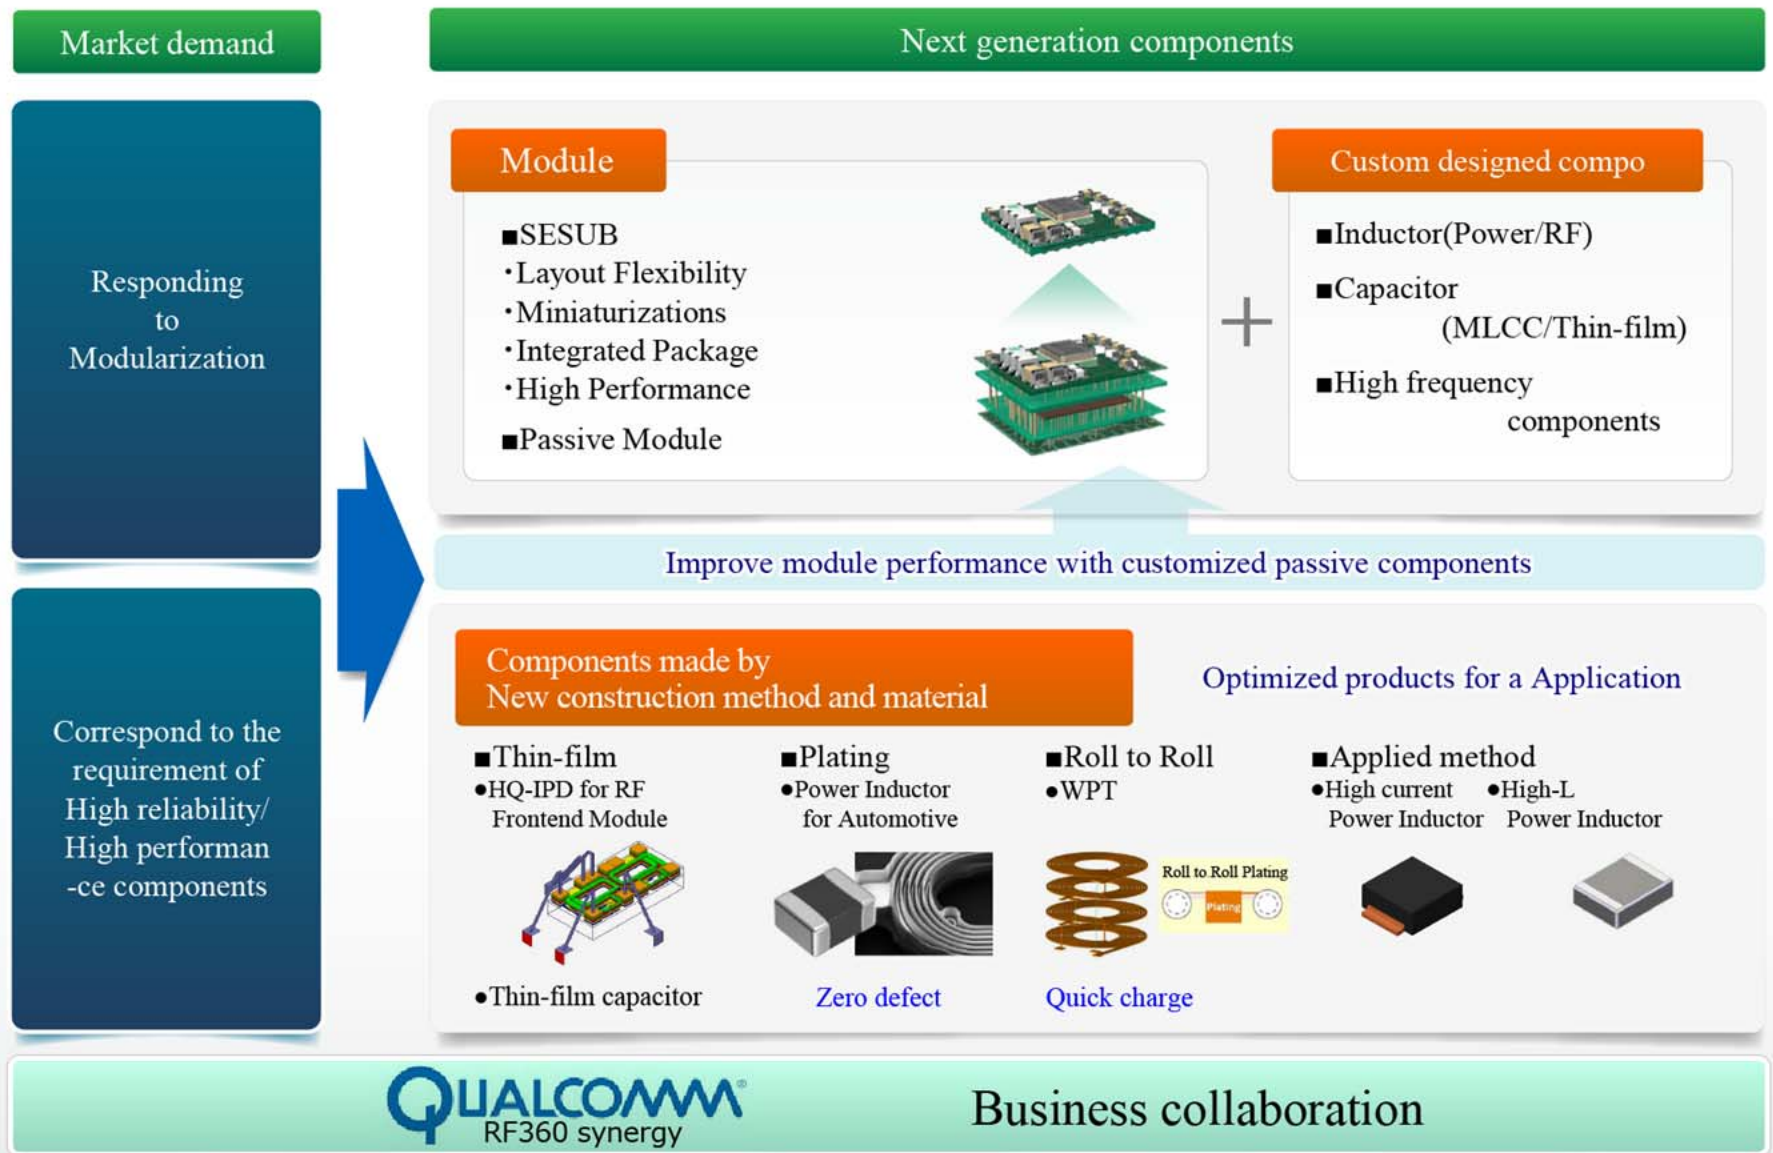 Market demand
Next generation components
Responding
to
Modularization
Correspond to the
requirement of
High reliability/
High performan
-ce components
Module
■SESUB
・Layout Flexibility
・Miniaturizations
・Integrated Package
・High Performance
■Passive Module
+
Custom designed compo
■Inductor(Power/RF)
■Capacitor
(MLCC/Thin-film)
■High frequency
components
Improve module performance with customized passive components
Components made by
New construction method and material
Optimized products for a Application
■Thin-film
●HQ-IPD for RF
Frontend Module
●Thin-film capacitor
■Plating
●Power Inductor
for Automotive
Zero defect
■Roll to Roll
●WPT
Roll to Roll Plating
Plating
Quick charge
■Applied method
●High current
Power Inductor
●High-L
Power Inductor
QUALCOMM®
RF360 synergy
Business collaboration